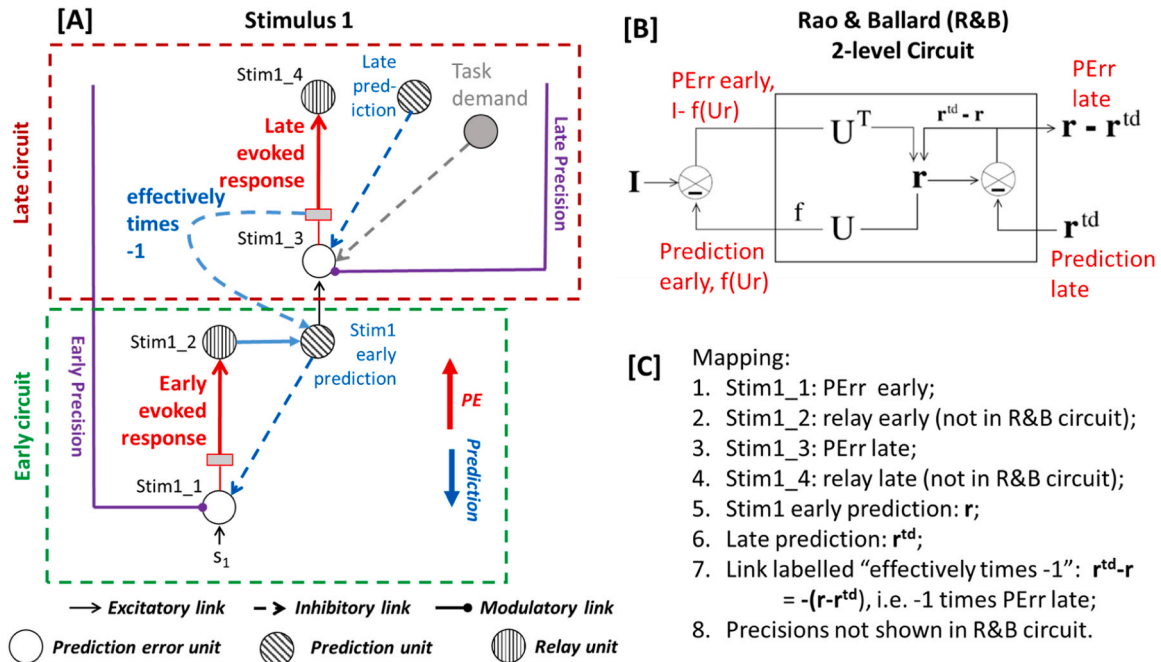 [A]
Stimulus 1
Late circuit
Stim1_4
Late
pred-
iction
Task
demand
Late
evoked
response
Late Precision
effectively
times
-1
Stim1_3
Early circuit
Early Precision
Stim1_2
Stim1
early
prediction
Early
evoked
response
PE
Prediction
Stim1_1
s1
Excitatory link
Inhibitory link
Modulatory link
Prediction error unit
Prediction unit
Relay unit
[B]
Rao & Ballard (R&B)
2-level Circuit
PErr early,
I- f(Ur)
PErr
late
U^T
r^td - r
r - r^td
I
r
f
U
r^td
Prediction
early, f(Ur)
Prediction
late
[C]
Mapping:
1. Stim1_1: PErr early;
2. Stim1_2: relay early (not in R&B circuit);
3. Stim1_3: PErr late;
4. Stim1_4: relay late (not in R&B circuit);
5. Stim1 early prediction: r;
6. Late prediction: r^td;
7. Link labelled “effectively times -1”: r^td-r
= -(r-r^td), i.e. -1 times PErr late;
8. Precisions not shown in R&B circuit.